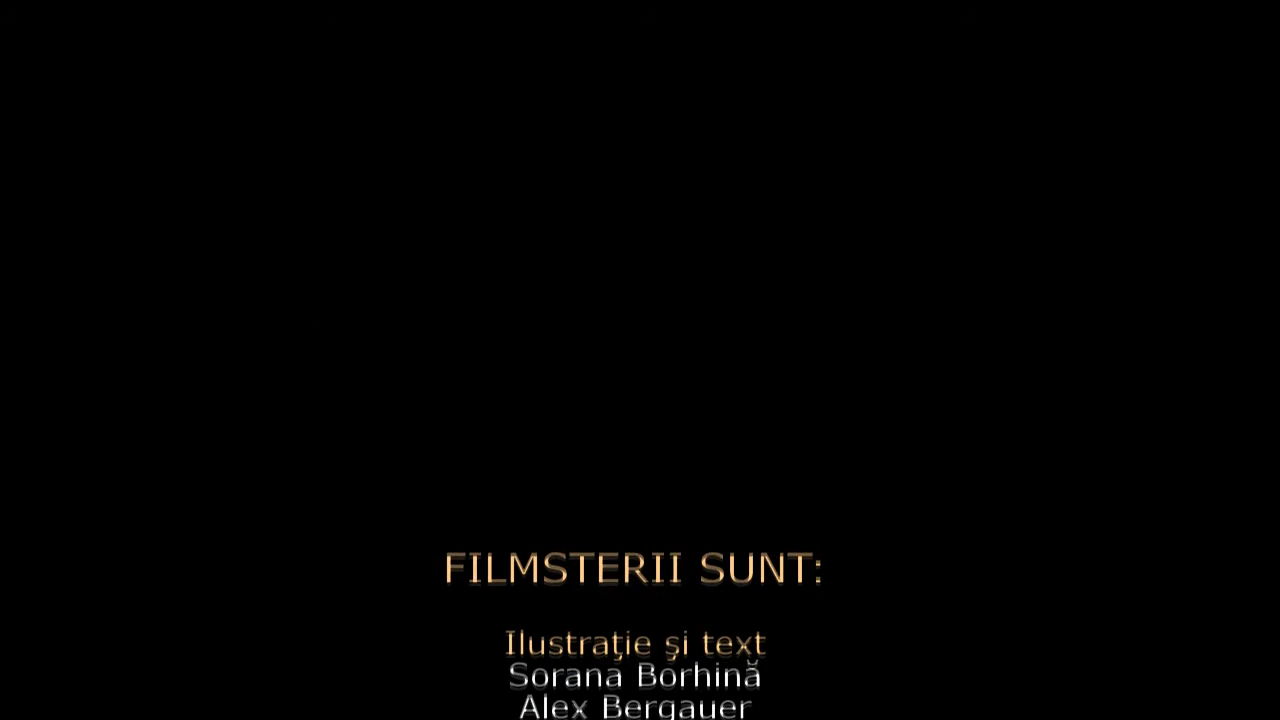 FILMSTERII SUNT:
Ilustraţie şi text
Sorana Borhină
Alex Bergauer